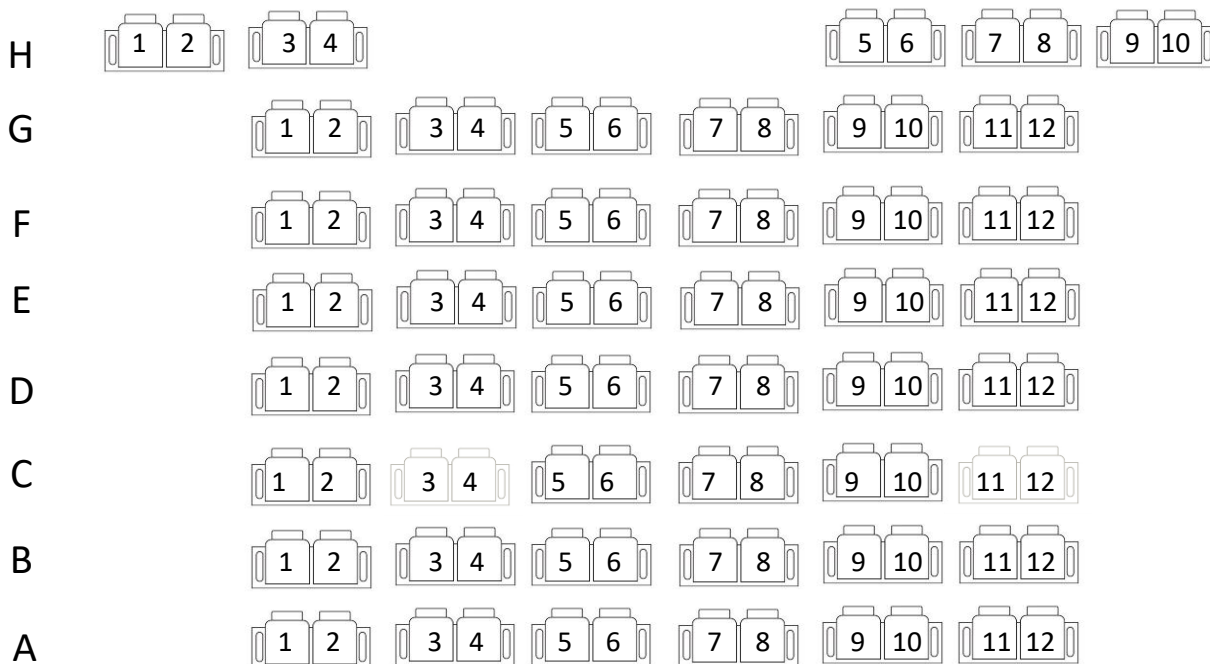 H 1 2 3 4 5 6 7 8 9 10
G 1 2 3 4 5 6 7 8 9 10 11 12
F 1 2 3 4 5 6 7 8 9 10 11 12
E 1 2 3 4 5 6 7 8 9 10 11 12
D 1 2 3 4 5 6 7 8 9 10 11 12
C 1 2 3 4 5 6 7 8 9 10 11 12
B 1 2 3 4 5 6 7 8 9 10 11 12
A 1 2 3 4 5 6 7 8 9 10 11 12